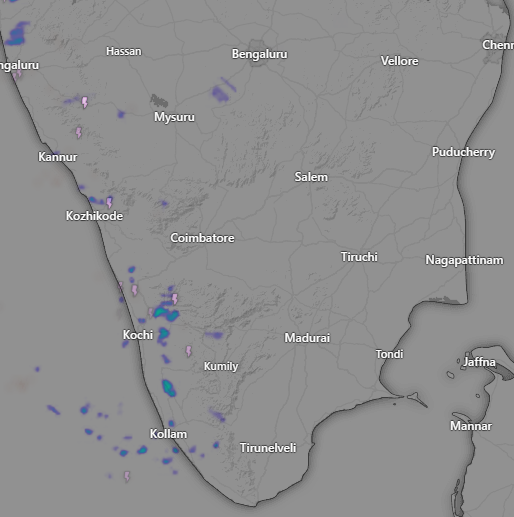 Hassan
Bengaluru
Vellore
Chenn
ngaluru
Mysuru
Kannur
Puducherry
Salem
Kozhikode
Coimbatore
Tiruchi
Nagapattinam
Kochi
Madurai
Tondi
Kumily
Jaffna
Kollam
Mannar
Tirunelveli